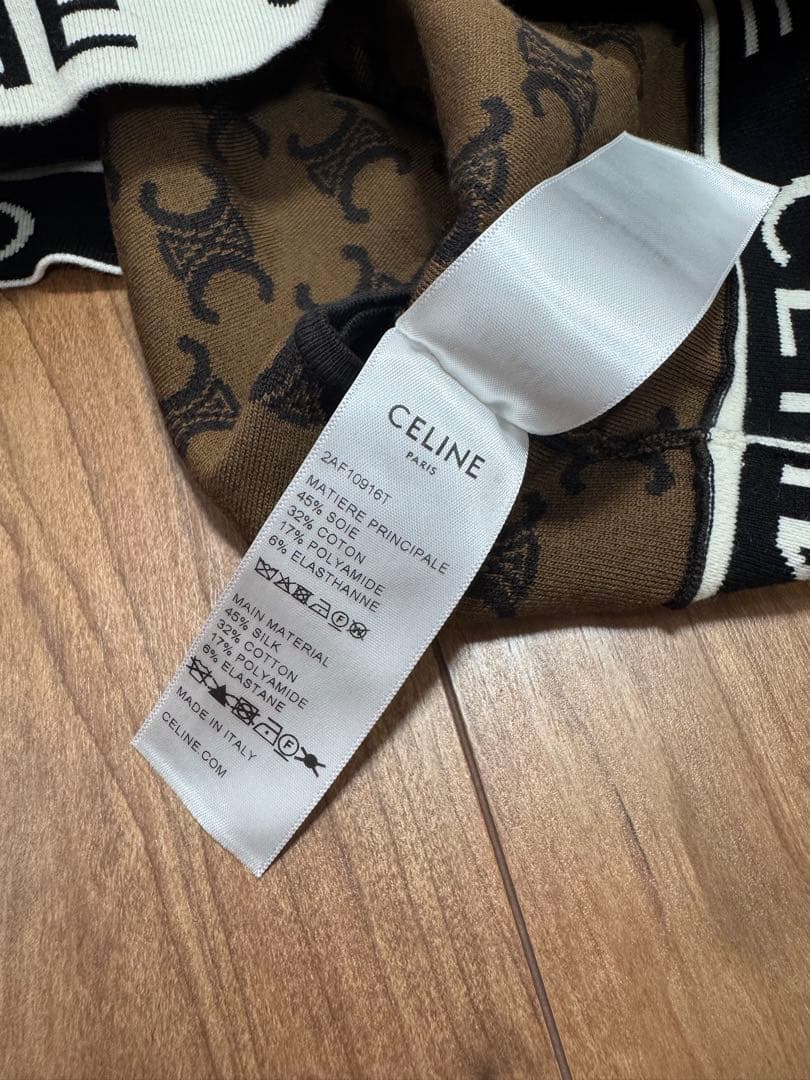 CELINE
PARIS
2AF10916T
MATIERE PRINCIPALE
45% SOIE
32% COTON
17% POLYAMIDE
6% ELASTHANNE
MAIN MATERIAL
45% SILK
32% COTTON
17% POLYAMIDE
6% ELASTANE
MADE IN ITALY
CELINE.COM